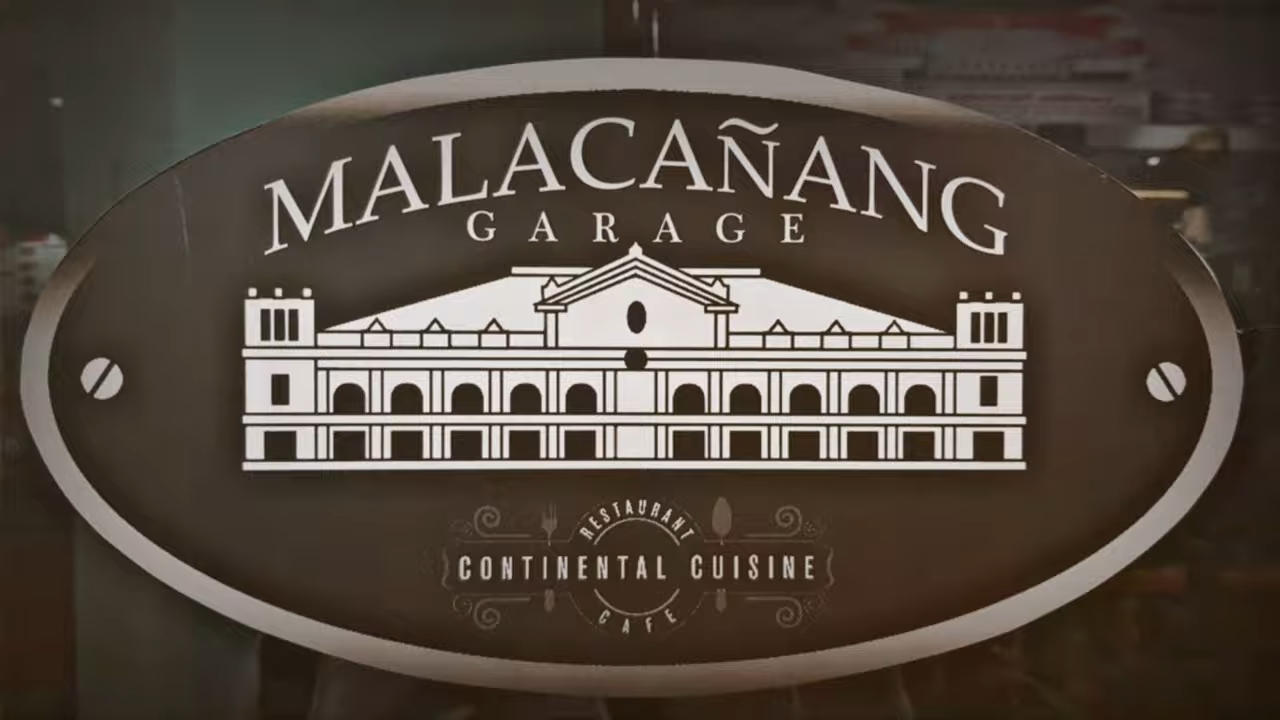 MALACAÑANG
GARAGE
RESTAURANT
CONTINENTAL CUISINE
CAFE